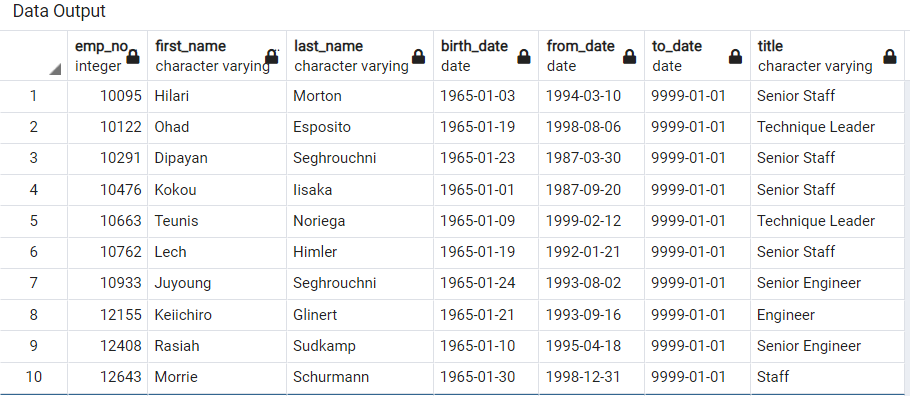 Data Output
emp_no first_name last_name birth_date from_date to_date title
integer character varying character varying date date date character varying
1 10095 Hilari Morton 1965-01-03 1994-03-10 9999-01-01 Senior Staff
2 10122 Ohad Esposito 1965-01-19 1998-08-06 9999-01-01 Technique Leader
3 10291 Dipayan Seghrouchni 1965-01-23 1987-03-30 9999-01-01 Senior Staff
4 10476 Kokou Iisaka 1965-01-01 1987-09-20 9999-01-01 Senior Staff
5 10663 Teunis Noriega 1965-01-09 1999-02-12 9999-01-01 Technique Leader
6 10762 Lech Himler 1965-01-19 1992-01-21 9999-01-01 Senior Staff
7 10933 Juyoung Seghrouchni 1965-01-24 1993-08-02 9999-01-01 Senior Engineer
8 12155 Keiichiro Glinert 1965-01-21 1993-09-16 9999-01-01 Engineer
9 12408 Rasiah Sudkamp 1965-01-10 1995-04-18 9999-01-01 Senior Engineer
10 12643 Morrie Schurmann 1965-01-30 1998-12-31 9999-01-01 Staff